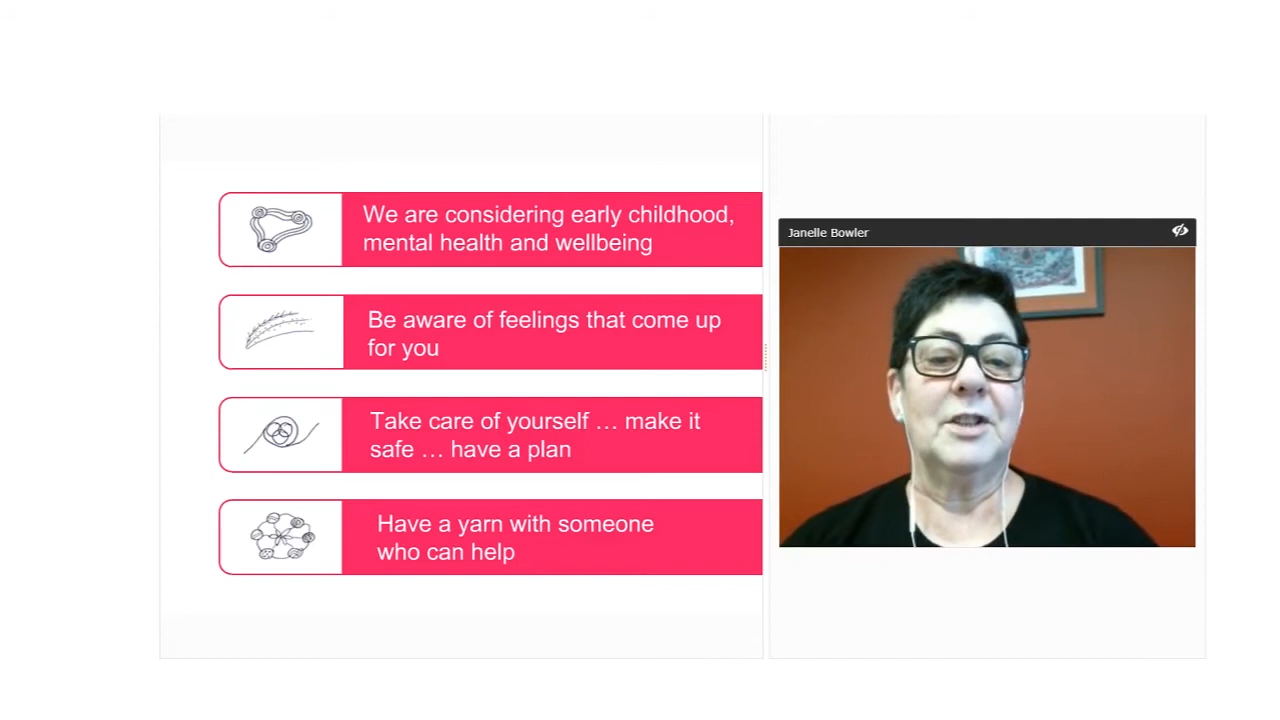 We are considering early childhood,
mental health and wellbeing
Be aware of feelings that come up
for you
Take care of yourself … make it
safe … have a plan
Have a yarn with someone
who can help
Janelle Bowler